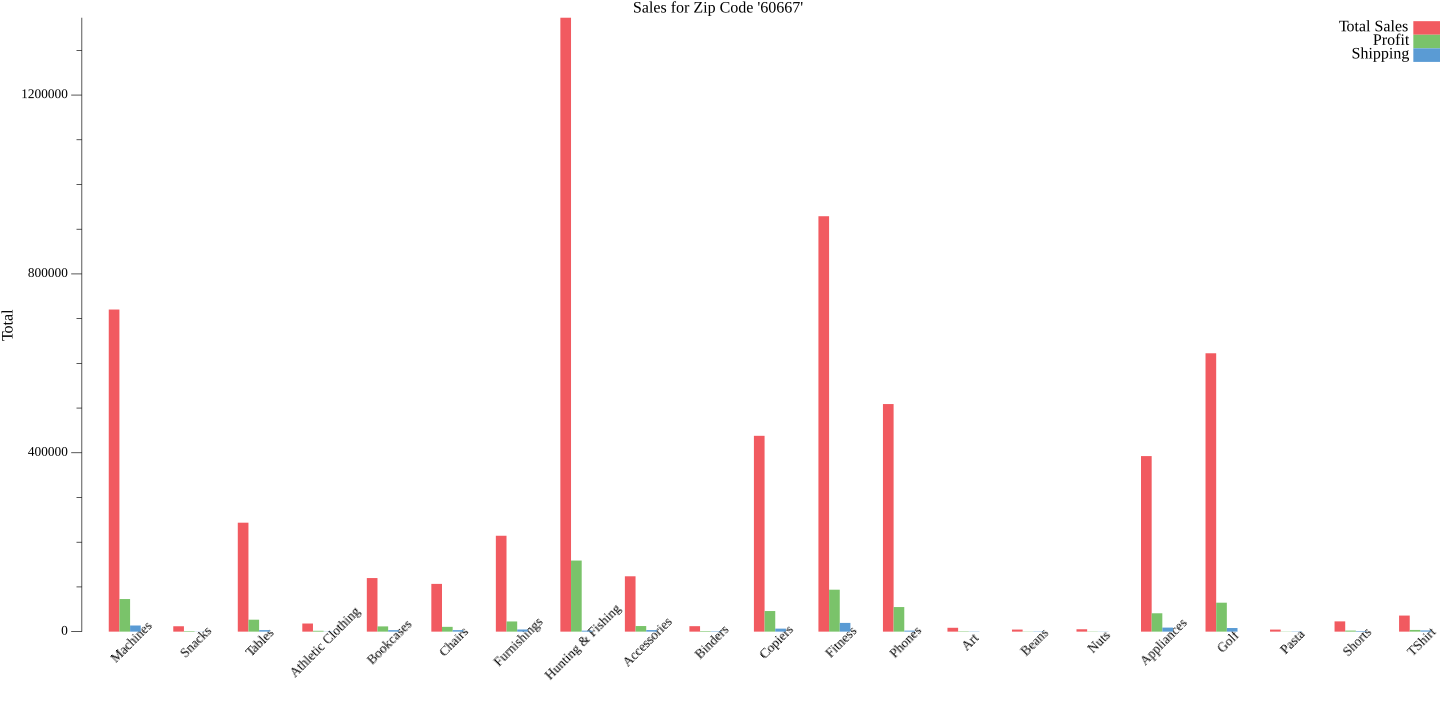 Sales for Zip Code '60667'
Total Sales
Profit
Shipping
Total
1200000
800000
400000
0
Machines
Snacks
Tables
Athletic Clothing
Bookcases
Chairs
Furnishings
Hunting & Fishing
Accessories
Binders
Copiers
Fitness
Phones
Art
Beans
Nuts
Appliances
Golf
Pasta
Shorts
TShirt